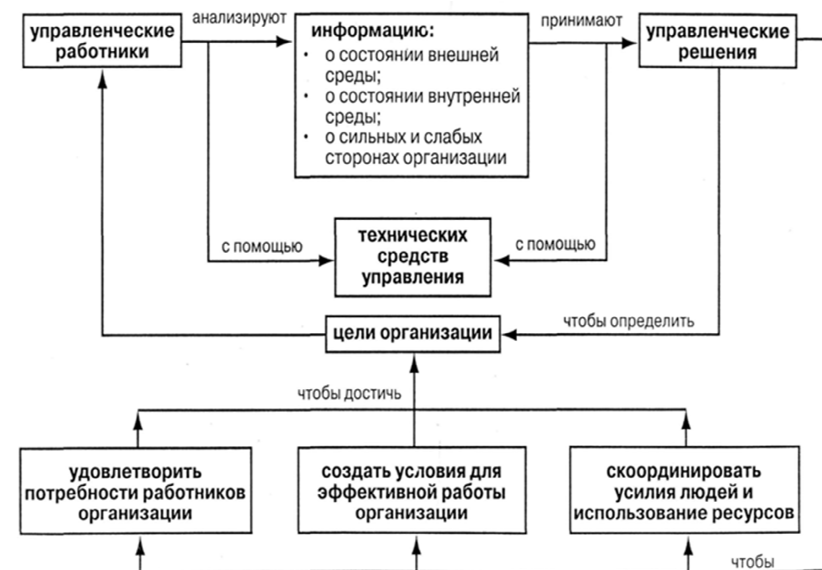 управленческие
работники
анализируют
информацию:
• о состоянии внешней
среды;
• о состоянии внутренней
среды;
• о сильных и слабых
сторонах организации
принимают
управленческие
решения
с помощью
технических
средств
управления
с помощью
цели организации
чтобы определить
чтобы достичь
удовлетворить
потребности работников
организации
создать условия для
эффективной работы
организации
скоординировать
усилия людей и
использование ресурсов
чтобы